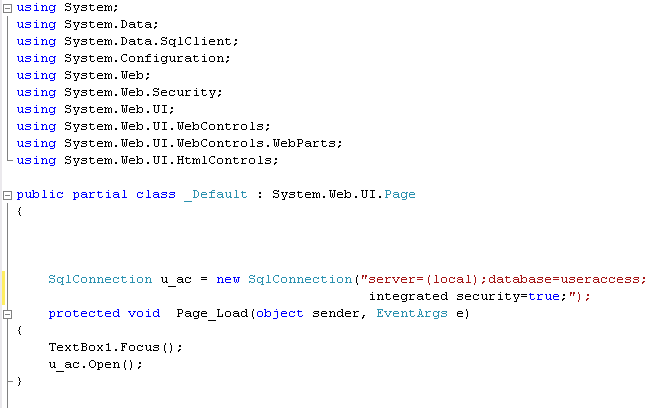 using System;
using System.Data;
using System.Data.SqlClient;
using System.Configuration;
using System.Web;
using System.Web.Security;
using System.Web.UI;
using System.Web.UI.WebControls;
using System.Web.UI.WebControls.WebParts;
using System.Web.UI.HtmlControls;
public partial class _Default : System.Web.UI.Page
{
SqlConnection u_ac = new SqlConnection("server=(local);database=useraccess;
integrated security=true;");
protected void Page_Load(object sender, EventArgs e)
{
TextBox1.Focus();
u_ac.Open();
}